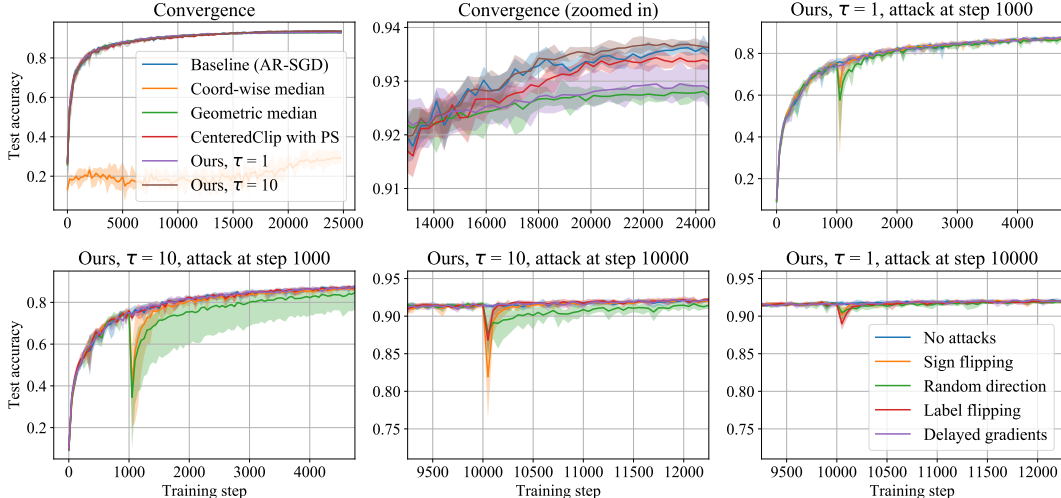 Convergence
Test accuracy
0.8
0.6
0.4
0.2
0 5000 10000 15000 20000 25000
Baseline (AR-SGD)
Coord-wise median
Geometric median
CenteredClip with PS
Ours, τ = 1
Ours, τ = 10
Convergence (zoomed in)
0.94
0.93
0.92
0.91
14000 16000 18000 20000 22000 24000
Ours, τ = 1, attack at step 1000
0.8
0.6
0.4
0.2
0 1000 2000 3000 4000
Ours, τ = 10, attack at step 1000
Test accuracy
0.8
0.6
0.4
0.2
0 1000 2000 3000 4000
Training step
Ours, τ = 10, attack at step 10000
0.95
0.90
0.85
0.80
0.75
9500 10000 10500 11000 11500 12000
Training step
Ours, τ = 1, attack at step 10000
0.95
0.90
0.85
0.80
0.75
9500 10000 10500 11000 11500 12000
Training step
No attacks
Sign flipping
Random direction
Label flipping
Delayed gradients